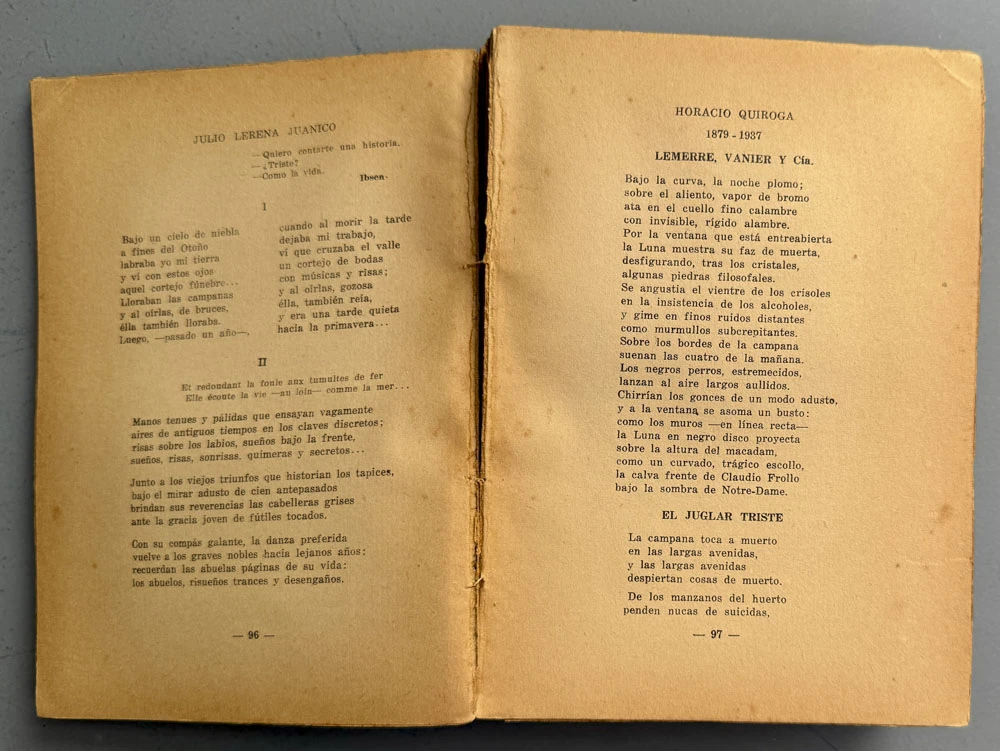 JULIO LERENA JUANICO
—Quiero contarte una historia.
—¿Triste?
—Como la vida.
Ibsen.
I
Bajo un cielo de niebla
a fines del Otoño
labraba yo mi tierra
y ví con estos ojos
aquel cortejo fúnebre...
Lloraban las campanas
y al oírlas, de bruces,
élla también lloraba.
Luego, —pasado un año—,
cuando al morir la tarde
dejaba mi trabajo,
ví que cruzaba el valle
un cortejo de bodas
con músicas y risas;
y al oírlas, gozosa
élla, también reía,
y era una tarde quieta
hacia la primavera...
II
Et redondant la foule aux tumultes de fer
Elle écoute la vie —au loin— comme la mer...
Manos tenues y pálidas que ensayan vagamente
aires de antiguos tiempos en los claves discretos;
risas sobre los labios, sueños bajo la frente,
sueños, risas, sonrisas, quimeras y secretos...
Junto a los viejos triunfos que historian los tapices,
bajo el mirar adusto de cien antepasados
brindan sus reverencias las cabelleras grises
ante la gracia joven de fútiles tocados.
Con su compás galante, la danza preferida
vuelve a los graves nobles hacia lejanos años;
recuerdan las abuelas páginas de su vida:
los abuelos, risueños trances y desengaños.
— 96 —
HORACIO QUIROGA
1879 - 1937
LEMERRE, VANIER Y Cía.
Bajo la curva, la noche plomo;
sobre el aliento, vapor de bromo
ata en el cuello fino calambre
con invisible, rígido alambre.
Por la ventana que está entreabierta
la Luna muestra su faz de muerta,
desfigurando, tras los cristales,
algunas piedras filosofales.
Se angustia el vientre de los crisoles
en la insistencia de los alcoholes,
y gime en finos ruidos distantes
como murmullos subcrepitantes.
Sobre los bordes de la campana
suenan las cuatro de la mañana.
Los negros perros, estremecidos,
lanzan al aire largos aullidos.
Chirrían los gonces de un modo adusto,
y a la ventana se asoma un busto:
como los muros —en línea recta—
la Luna en negro disco proyecta
sobre la altura del macadam,
como un curvado, trágico escollo,
la calva frente de Claudio Frollo
bajo la sombra de Notre-Dame.
EL JUGLAR TRISTE
La campana toca a muerto
en las largas avenidas,
y las largas avenidas
despiertan cosas de muerto.
De los manzanos del huerto
penden nucas de suicidas,
— 97 —